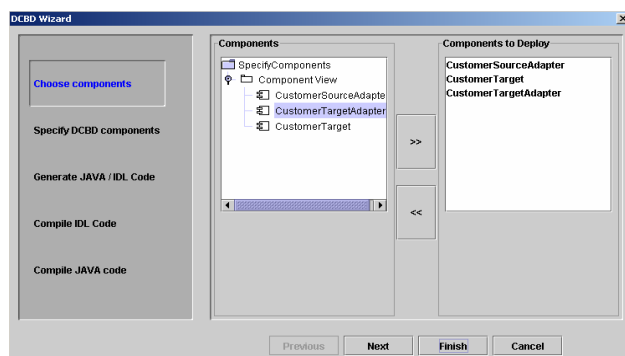 DCBD Wizard
Choose components
Specify DCBD components
Generate JAVA / IDL Code
Compile IDL Code
Compile JAVA code
Components
SpecifyComponents
Component View
CustomerSourceAdapte
CustomerTargetAdapter
CustomerTarget
>>
<<
Components to Deploy
CustomerSourceAdapter
CustomerTarget
CustomerTargetAdapter
Previous
Next
Finish
Cancel